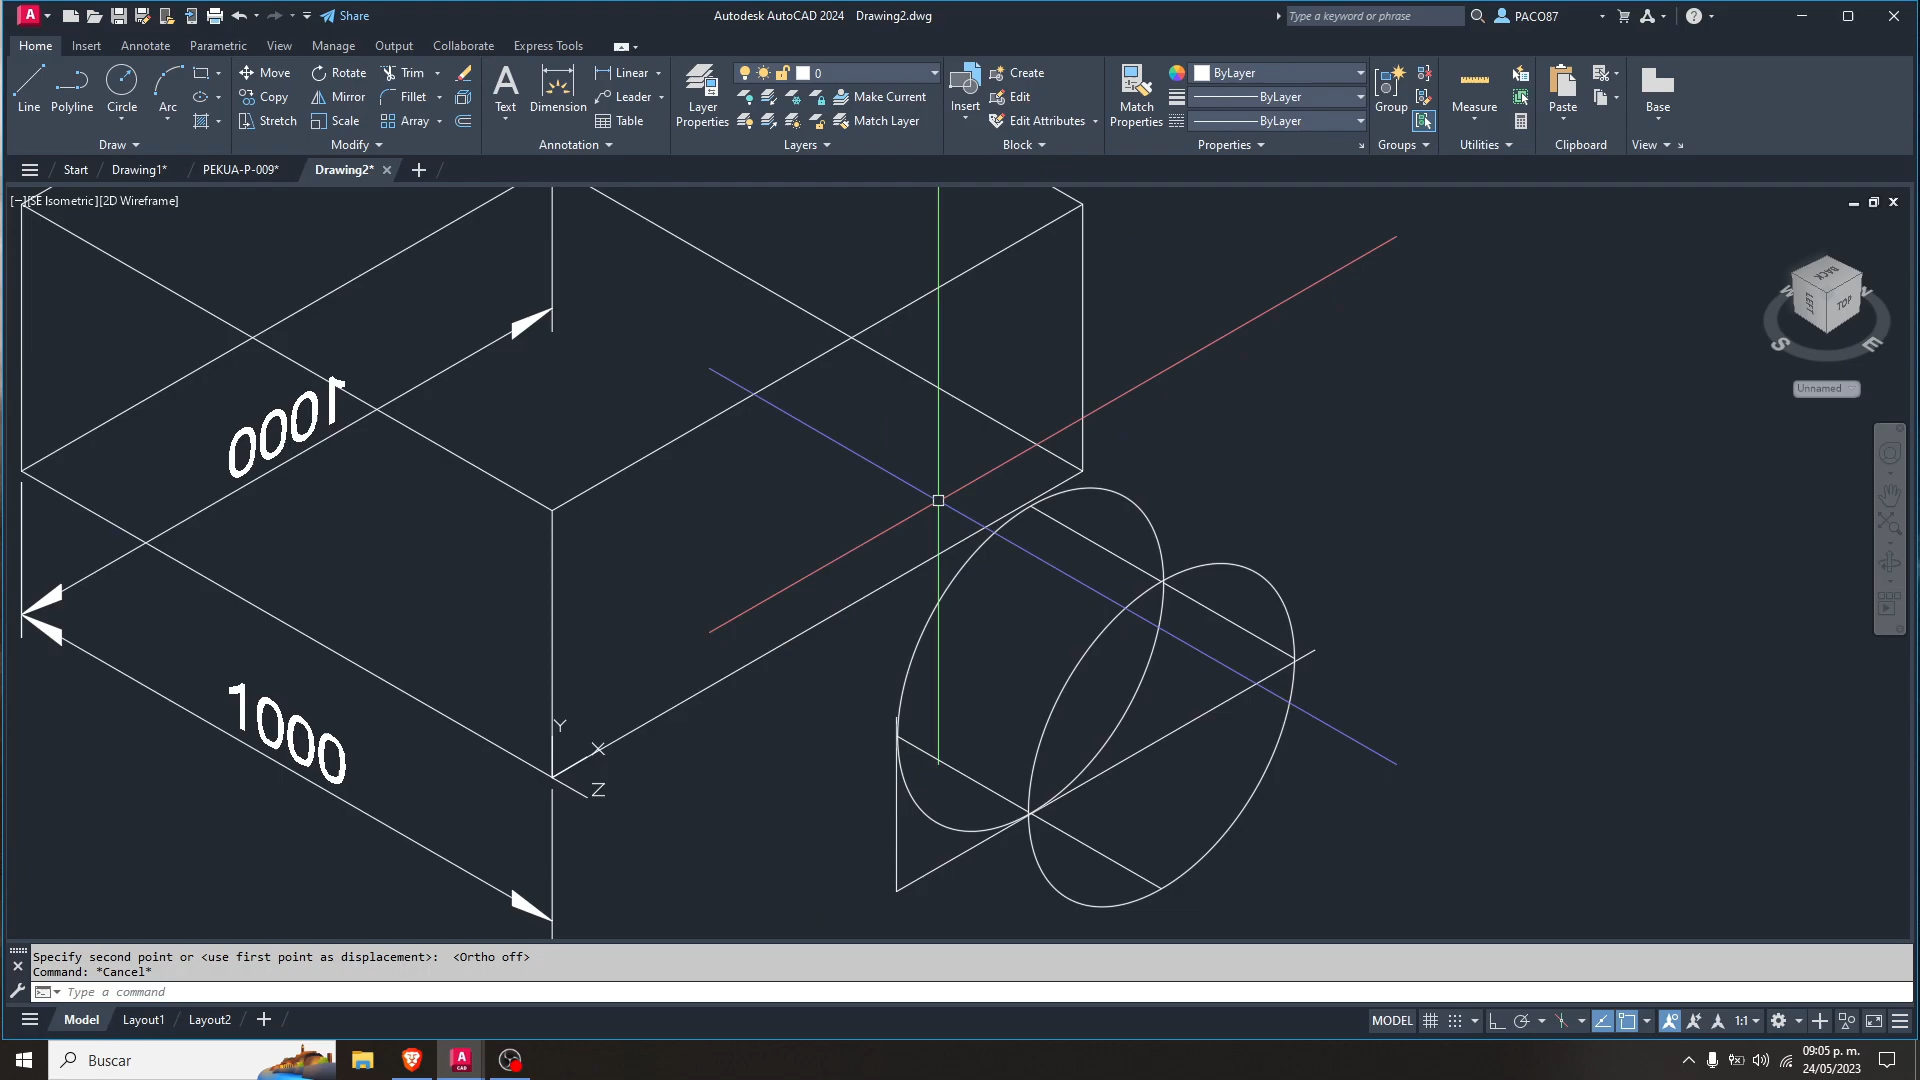 Share
Autodesk AutoCAD 2024 Drawing2.dwg
Type a keyword or phrase
PACO87
Home Insert Annotate Parametric View Manage Output Collaborate Express Tools
Line Polyline Circle Arc
Draw
Move Rotate Trim
Copy Mirror Fillet
Stretch Scale Array
Modify
Text Dimension
Linear
Leader
Table
Annotation
Layer Properties
0
Make Current
Match Layer
Layers
Insert
Create
Edit
Edit Attributes
Block
Match Properties
ByLayer
ByLayer
ByLayer
Properties
Group
Groups
Measure
Utilities
Paste
Clipboard
Base
View
Start Drawing1* PEKUA-P-009* Drawing2*
[−][SE Isometric][2D Wireframe]
BACK
LEFT
TOP
W N
S E
Unnamed
1000
1000
Y
X
Z
Specify second point or <use first point as displacement>:  <Ortho off>
Command: *Cancel*
Type a command
Model Layout1 Layout2
MODEL
1:1
Buscar
09:05 p. m.
24/05/2023